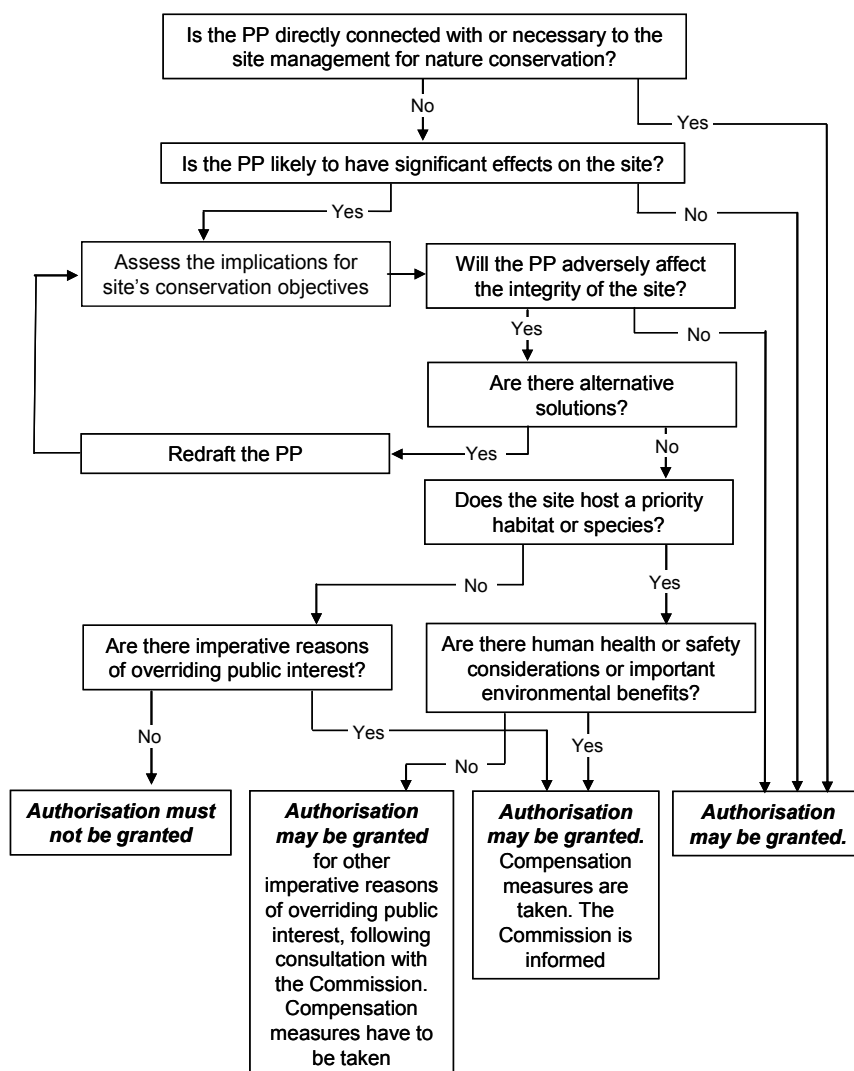 Is the PP directly connected with or necessary to the
site management for nature conservation?
No
Yes
Is the PP likely to have significant effects on the site?
Yes
No
Assess the implications for
site's conservation objectives
Will the PP adversely affect
the integrity of the site?
Yes
No
Are there alternative
solutions?
Redraft the PP
Yes
No
Does the site host a priority
habitat or species?
No
Yes
Are there imperative reasons
of overriding public interest?
Are there human health or safety
considerations or important
environmental benefits?
No
Yes
No
Yes
Authorisation must
not be granted
Authorisation
may be granted
for other
imperative reasons
of overriding public
interest, following
consultation with
the Commission.
Compensation
measures have to
be taken
Authorisation
may be granted.
Compensation
measures are
taken. The
Commission is
informed
Authorisation
may be granted.